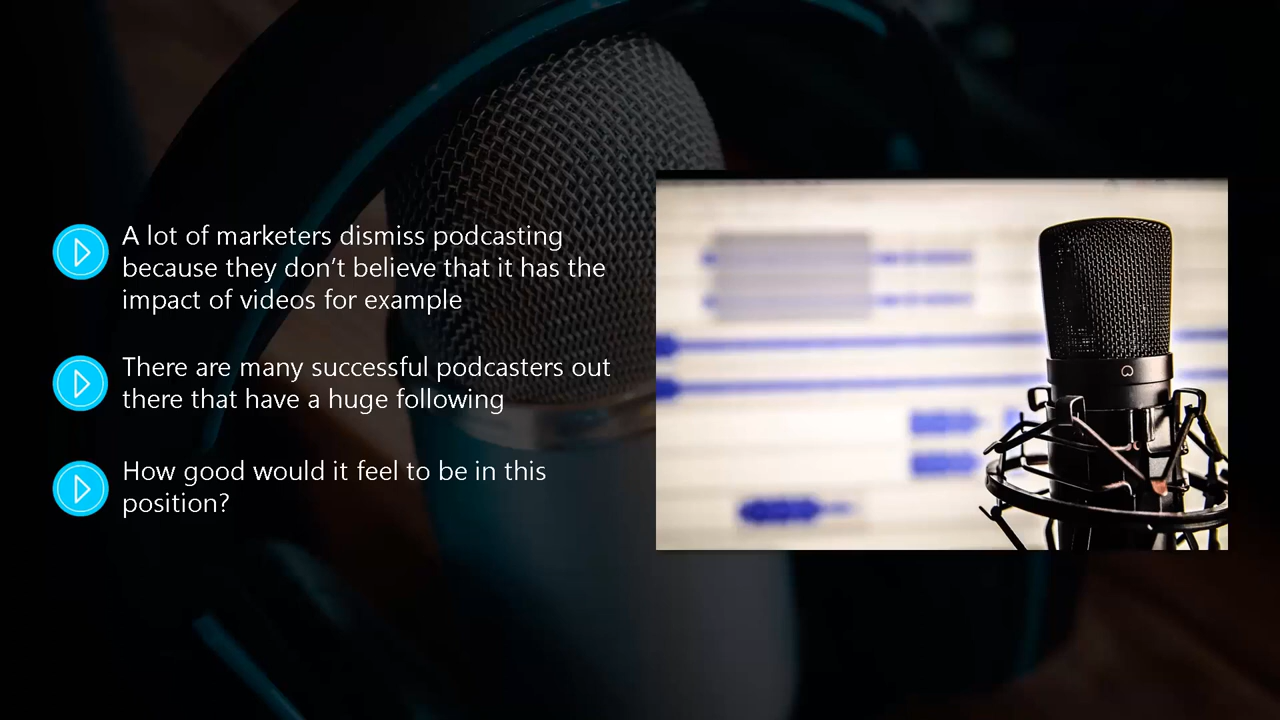 A lot of marketers dismiss podcasting
because they don’t believe that it has the
impact of videos for example
There are many successful podcasters out
there that have a huge following
How good would it feel to be in this
position?